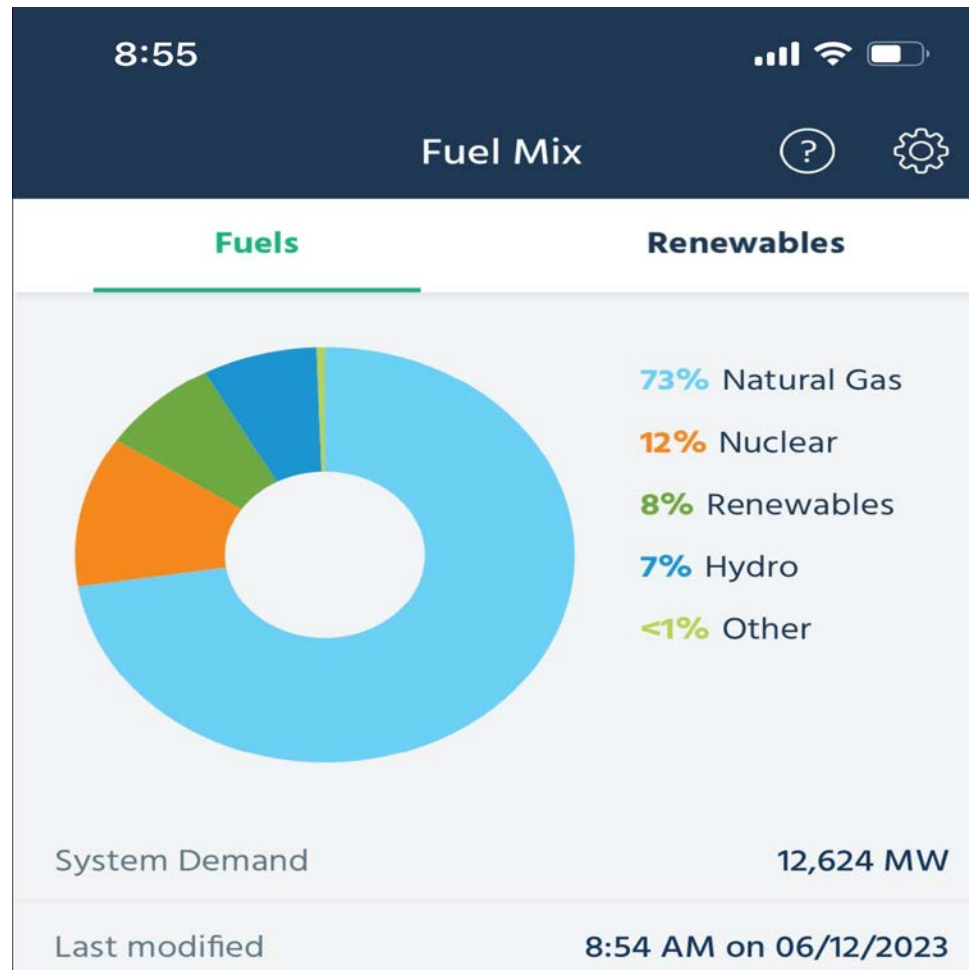 8:55
Fuel Mix
?
Fuels Renewables
73% Natural Gas
12% Nuclear
8% Renewables
7% Hydro
<1% Other
System Demand 12,624 MW
Last modified 8:54 AM on 06/12/2023